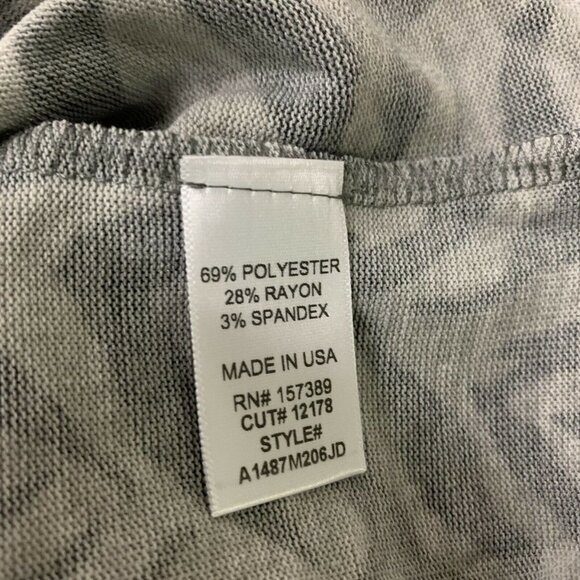 69% POLYESTER
28% RAYON
3% SPANDEX
MADE IN USA
RN# 157389
CUT# 12178
STYLE#
A1487M206JD